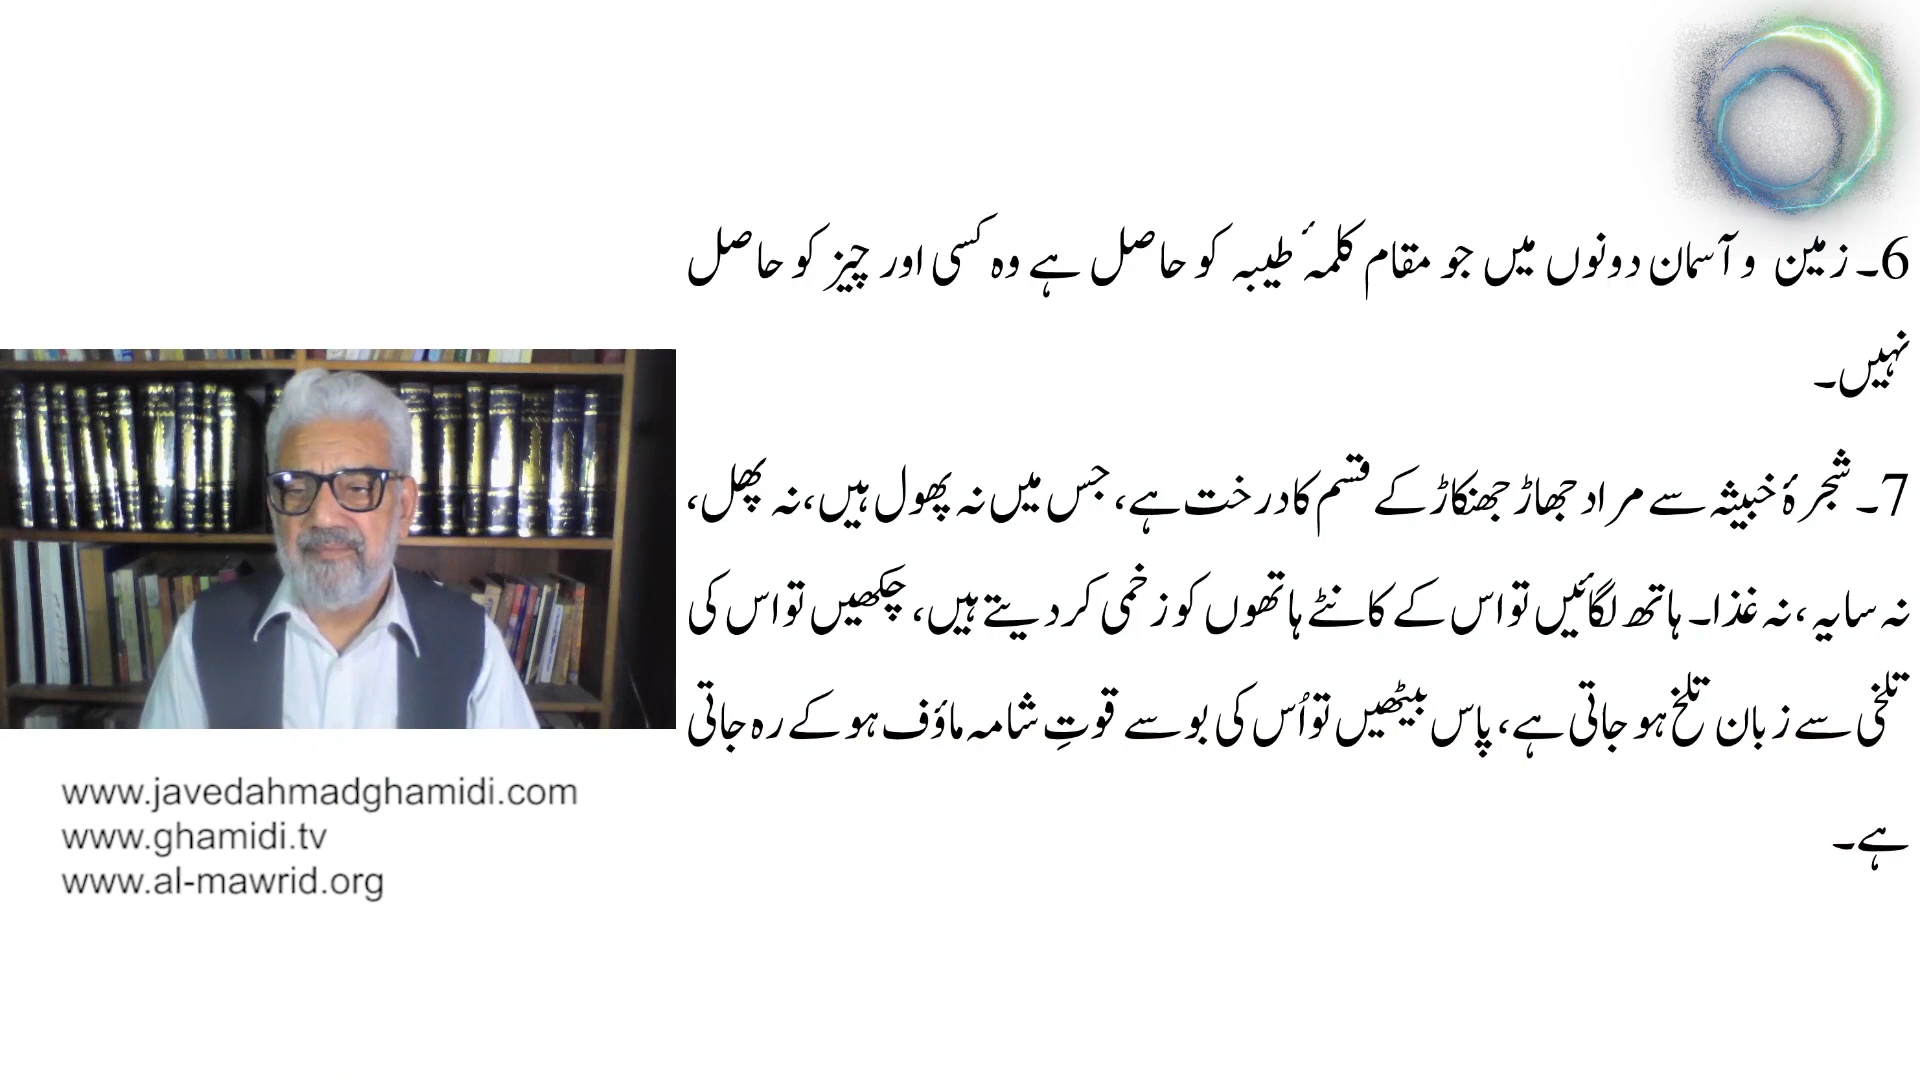 6۔ زمین و آسمان دونوں میں جو مقام کلمہٴ طیبہ کو حاصل ہے وہ کسی اور چیز کو حاصل
نہیں۔
7۔ شجرۂ خبیثہ سے مراد جھاڑ جھنکاڑ کے قسم کا درخت ہے، جس میں نہ پھول ہیں، نہ پھل،
نہ سایہ، نہ غذا۔ ہاتھ لگائیں تو اس کے کانٹے ہاتھوں کو زخمی کر دیتے ہیں، چکھیں تو اس کی
تلخی سے زبان تلخ ہو جاتی ہے، پاس بیٹھیں تو اُس کی بو سے قوتِ شامہ ماؤف ہو کے رہ جاتی
ہے۔
www.javedahmadghamidi.com
www.ghamidi.tv
www.al-mawrid.org